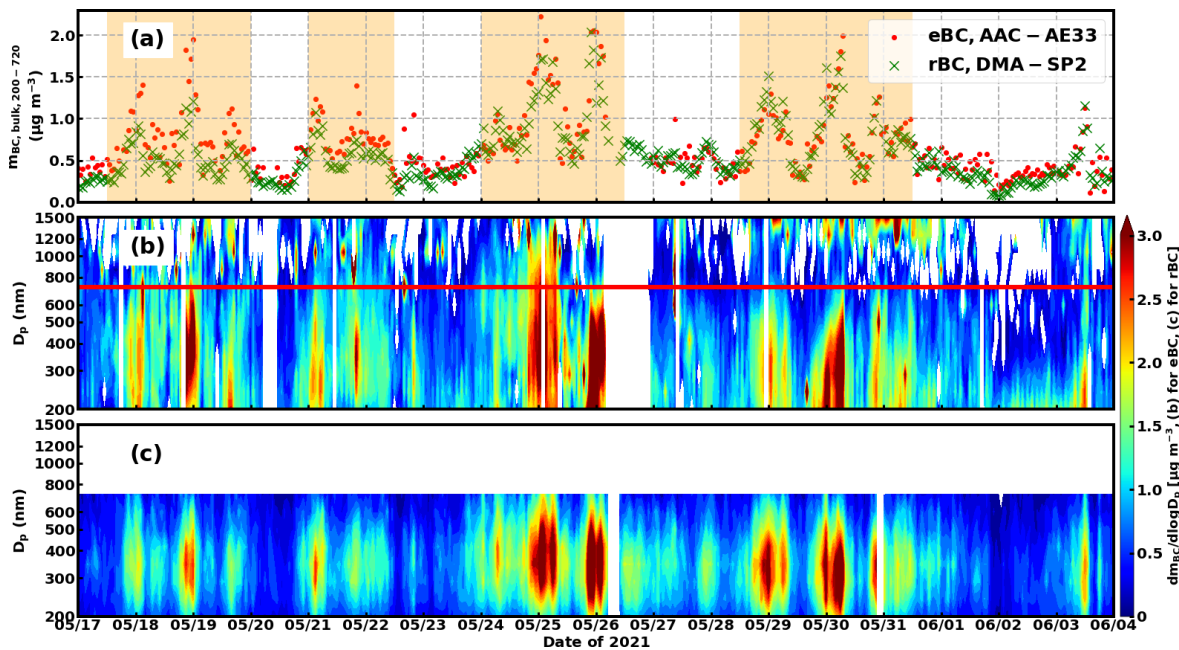 (a)
eBC, AAC − AE33
rBC, DMA − SP2
m_BC, bulk, 200−720
(μg m⁻³)
2.0
1.5
1.0
0.5
0.0
(b)
D_p (nm)
1500
1200
1000
800
600
500
400
300
200
(c)
D_p (nm)
1500
1200
1000
800
600
500
400
300
200
05/17 05/18 05/19 05/20 05/21 05/22 05/23 05/24 05/25 05/26 05/27 05/28 05/29 05/30 05/31 06/01 06/02 06/03 06/04
Date of 2021
3.0
2.5
2.0
1.5
1.0
0.5
0
dm_BC/dlogD_p [μg m⁻³, (b) for eBC, (c) for rBC]